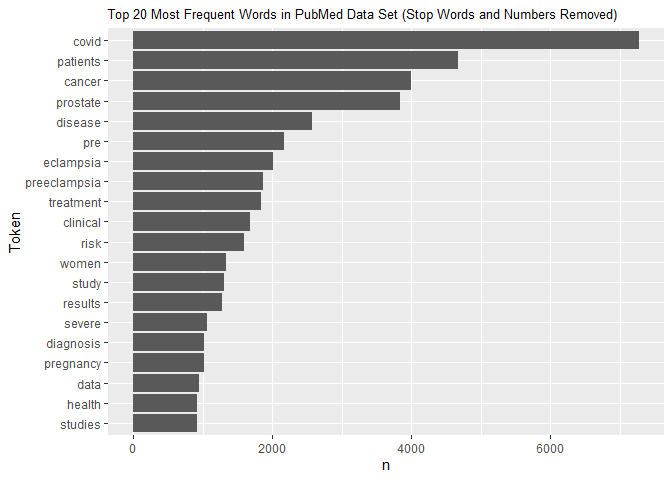 Top 20 Most Frequent Words in PubMed Data Set (Stop Words and Numbers Removed)
covid
patients
cancer
prostate
disease
pre
eclampsia
preeclampsia
treatment
clinical
risk
women
study
results
severe
diagnosis
pregnancy
data
health
studies
Token
0 2000 4000 6000
n